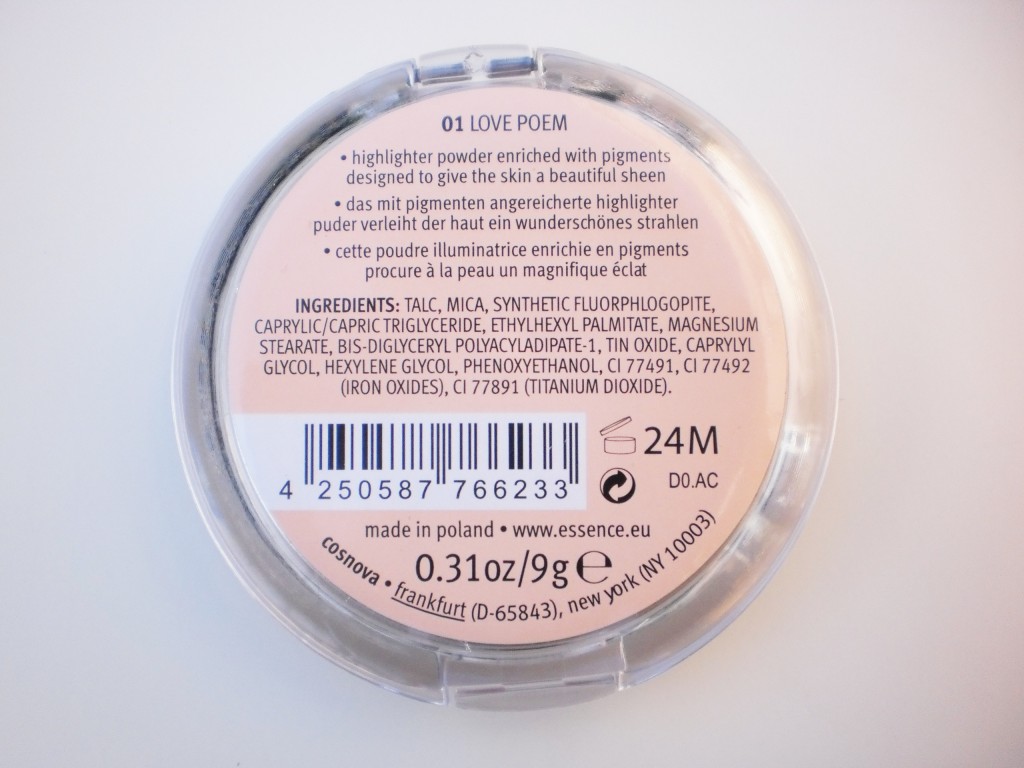 01 LOVE POEM
• highlighter powder enriched with pigments
designed to give the skin a beautiful sheen
• das mit pigmenten angereicherte highlighter
puder verleiht der haut ein wunderschönes strahlen
• cette poudre illuminatrice enrichie en pigments
procure à la peau un magnifique éclat
INGREDIENTS: TALC, MICA, SYNTHETIC FLUORPHLOGOPITE,
CAPRYLIC/CAPRIC TRIGLYCERIDE, ETHYLHEXYL PALMITATE, MAGNESIUM
STEARATE, BIS-DIGLYCERYL POLYACYLADIPATE-1, TIN OXIDE, CAPRYLYL
GLYCOL, HEXYLENE GLYCOL, PHENOXYETHANOL, CI 77491, CI 77492
(IRON OXIDES), CI 77891 (TITANIUM DIOXIDE).
24M
4 250587 766233
D0.AC
made in poland • www.essence.eu
0.31oz/9g ℮
cosnova • frankfurt (D-65843), new york (NY 10003)